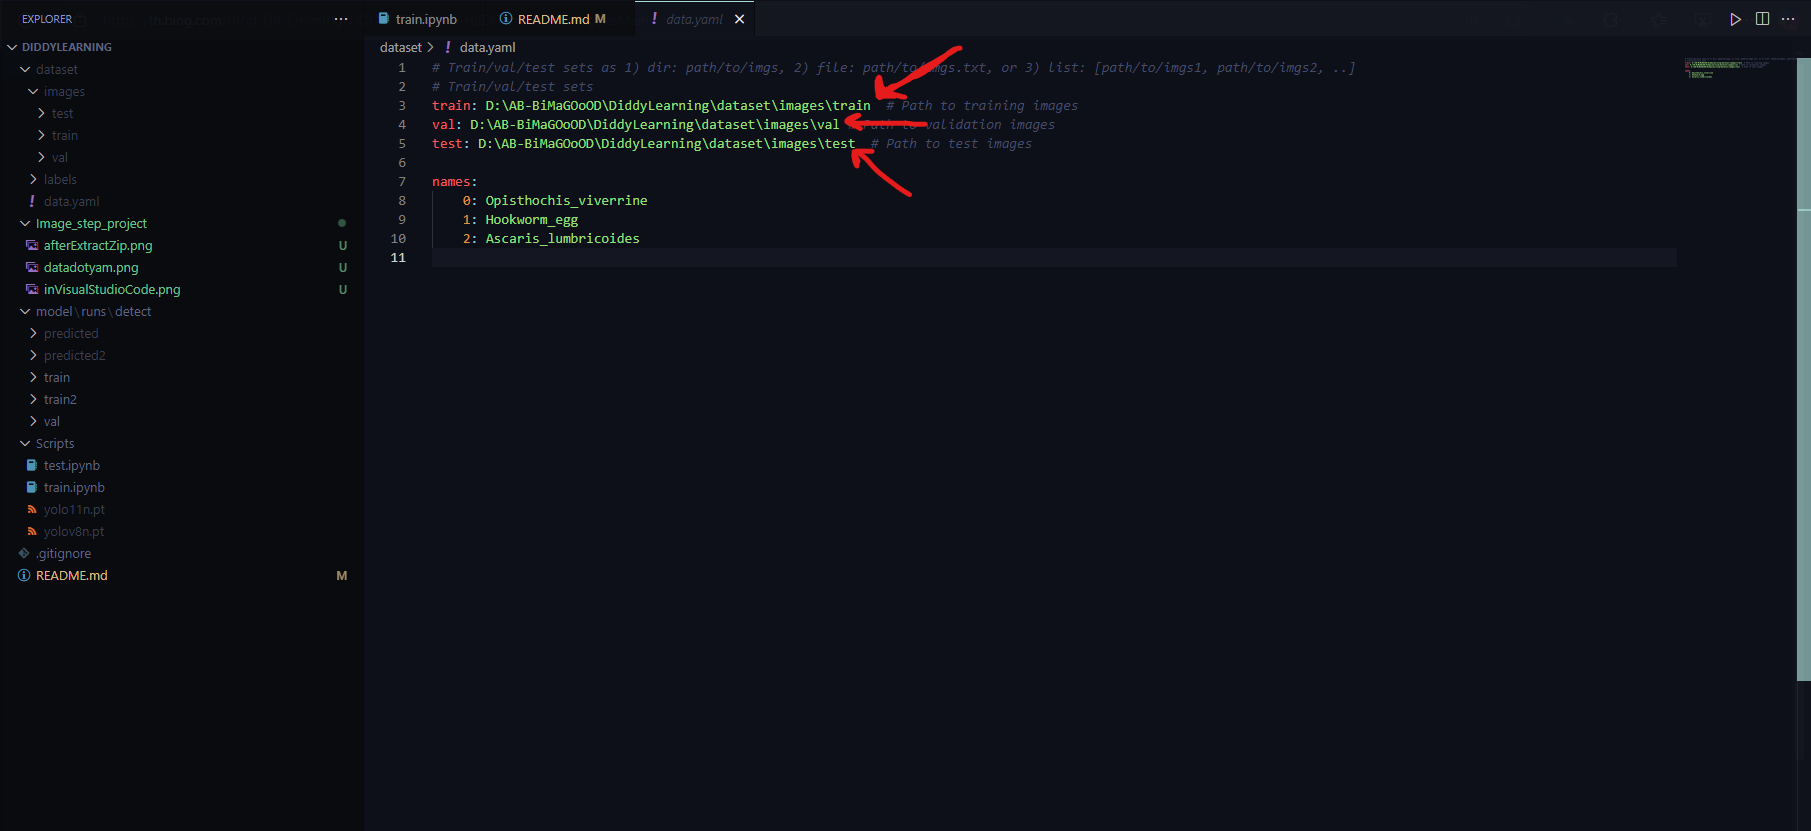 EXPLORER
train.ipynb
README.md M
! data.yaml
DIDDYLEARNING
dataset
images
test
train
val
labels
! data.yaml
Image_step_project
afterExtractZip.png U
datadotyam.png U
inVisualStudioCode.png U
model\runs\detect
predicted
predicted2
train
train2
val
Scripts
test.ipynb
train.ipynb
yolo11n.pt
yolov8n.pt
.gitignore
README.md M
dataset > ! data.yaml
1 # Train/val/test sets as 1) dir: path/to/imgs, 2) file: path/to/imgs.txt, or 3) list: [path/to/imgs1, path/to/imgs2, ..]
2 # Train/val/test sets
3 train: D:\AB-BiMaGOoOD\DiddyLearning\dataset\images\train # Path to training images
4 val: D:\AB-BiMaGOoOD\DiddyLearning\dataset\images\val # Path to validation images
5 test: D:\AB-BiMaGOoOD\DiddyLearning\dataset\images\test # Path to test images
6
7 names:
8 0: Opisthochis_viverrine
9 1: Hookworm_egg
10 2: Ascaris_lumbricoides
11